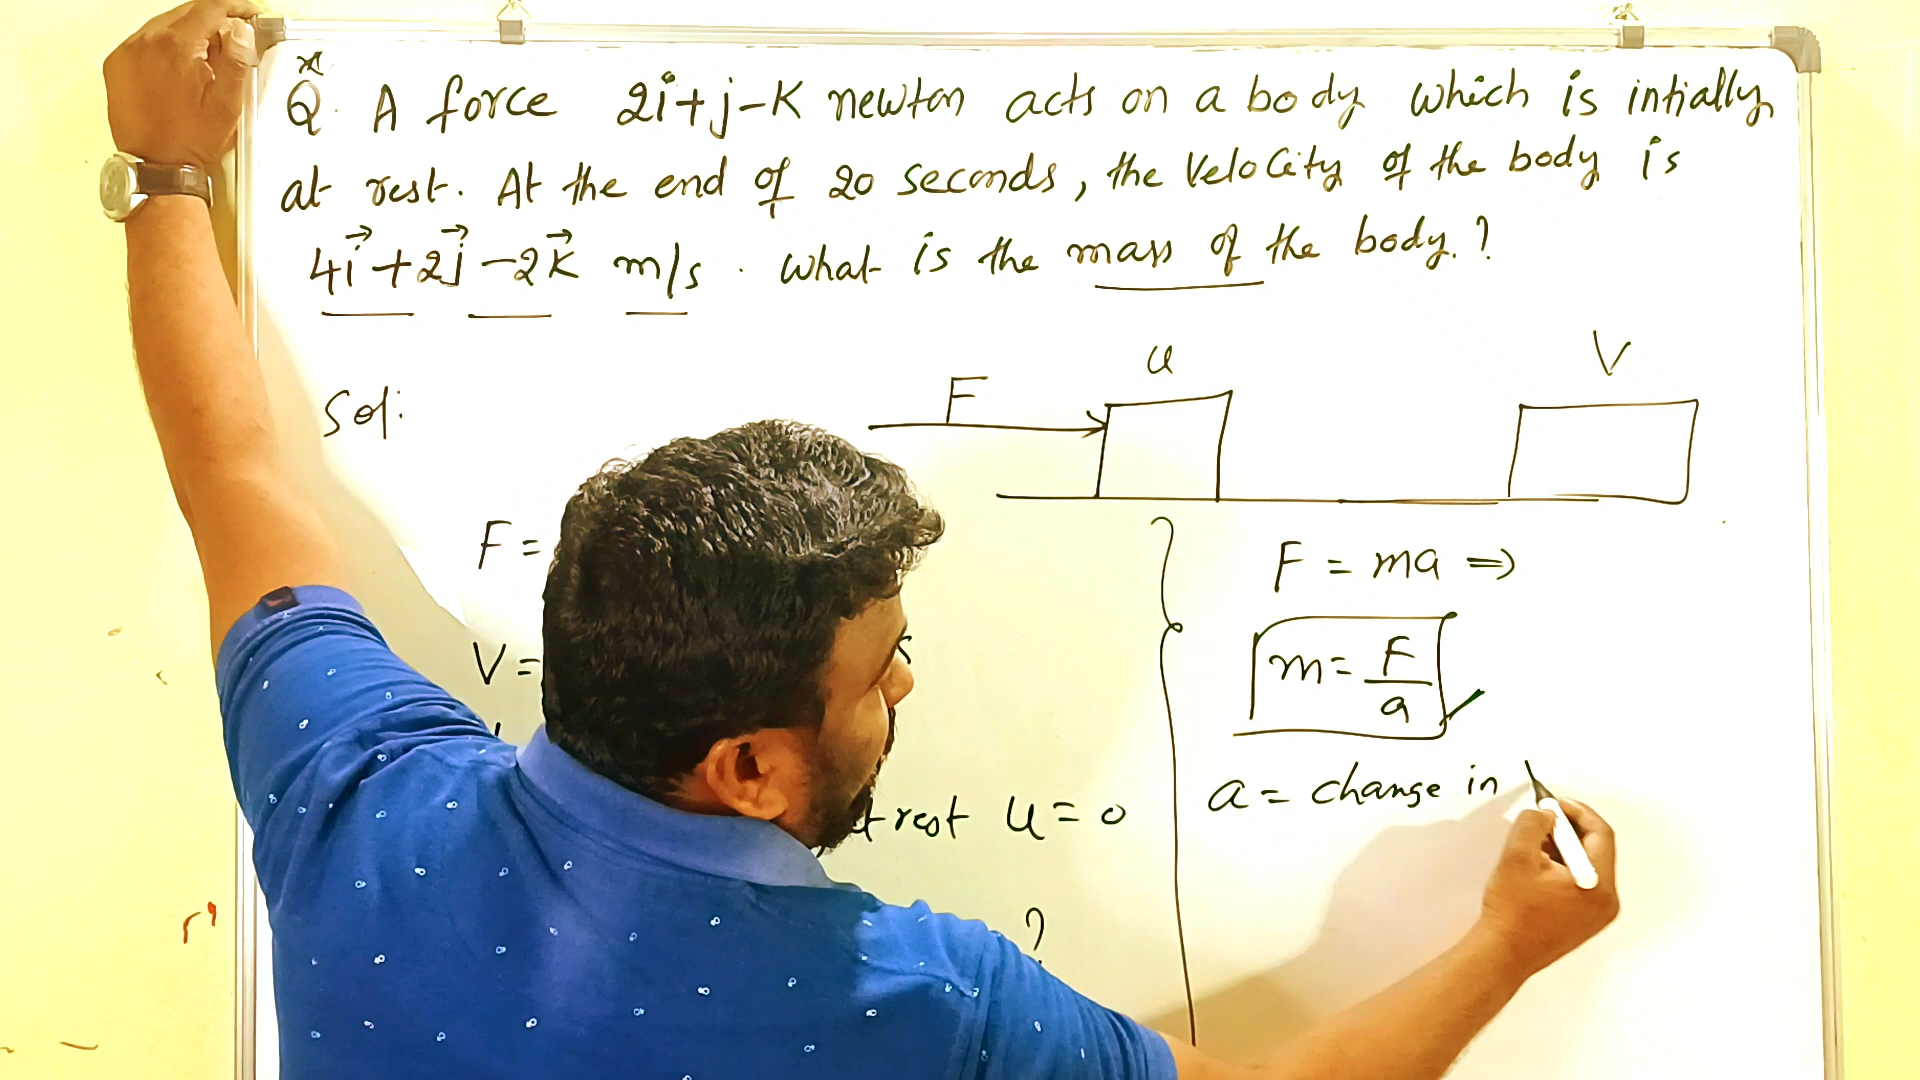 Q. A force 2i+j-k newton acts on a body which is intially
at rest. At the end of 20 seconds, the velocity of the body is
4i⃗ + 2j⃗ - 2k⃗ m/s. what is the mass of the body.?
Sol:
F
u
V
F =
V =
s
at rest u = 0
?
F = ma ⇒
m = F/a
a = change in